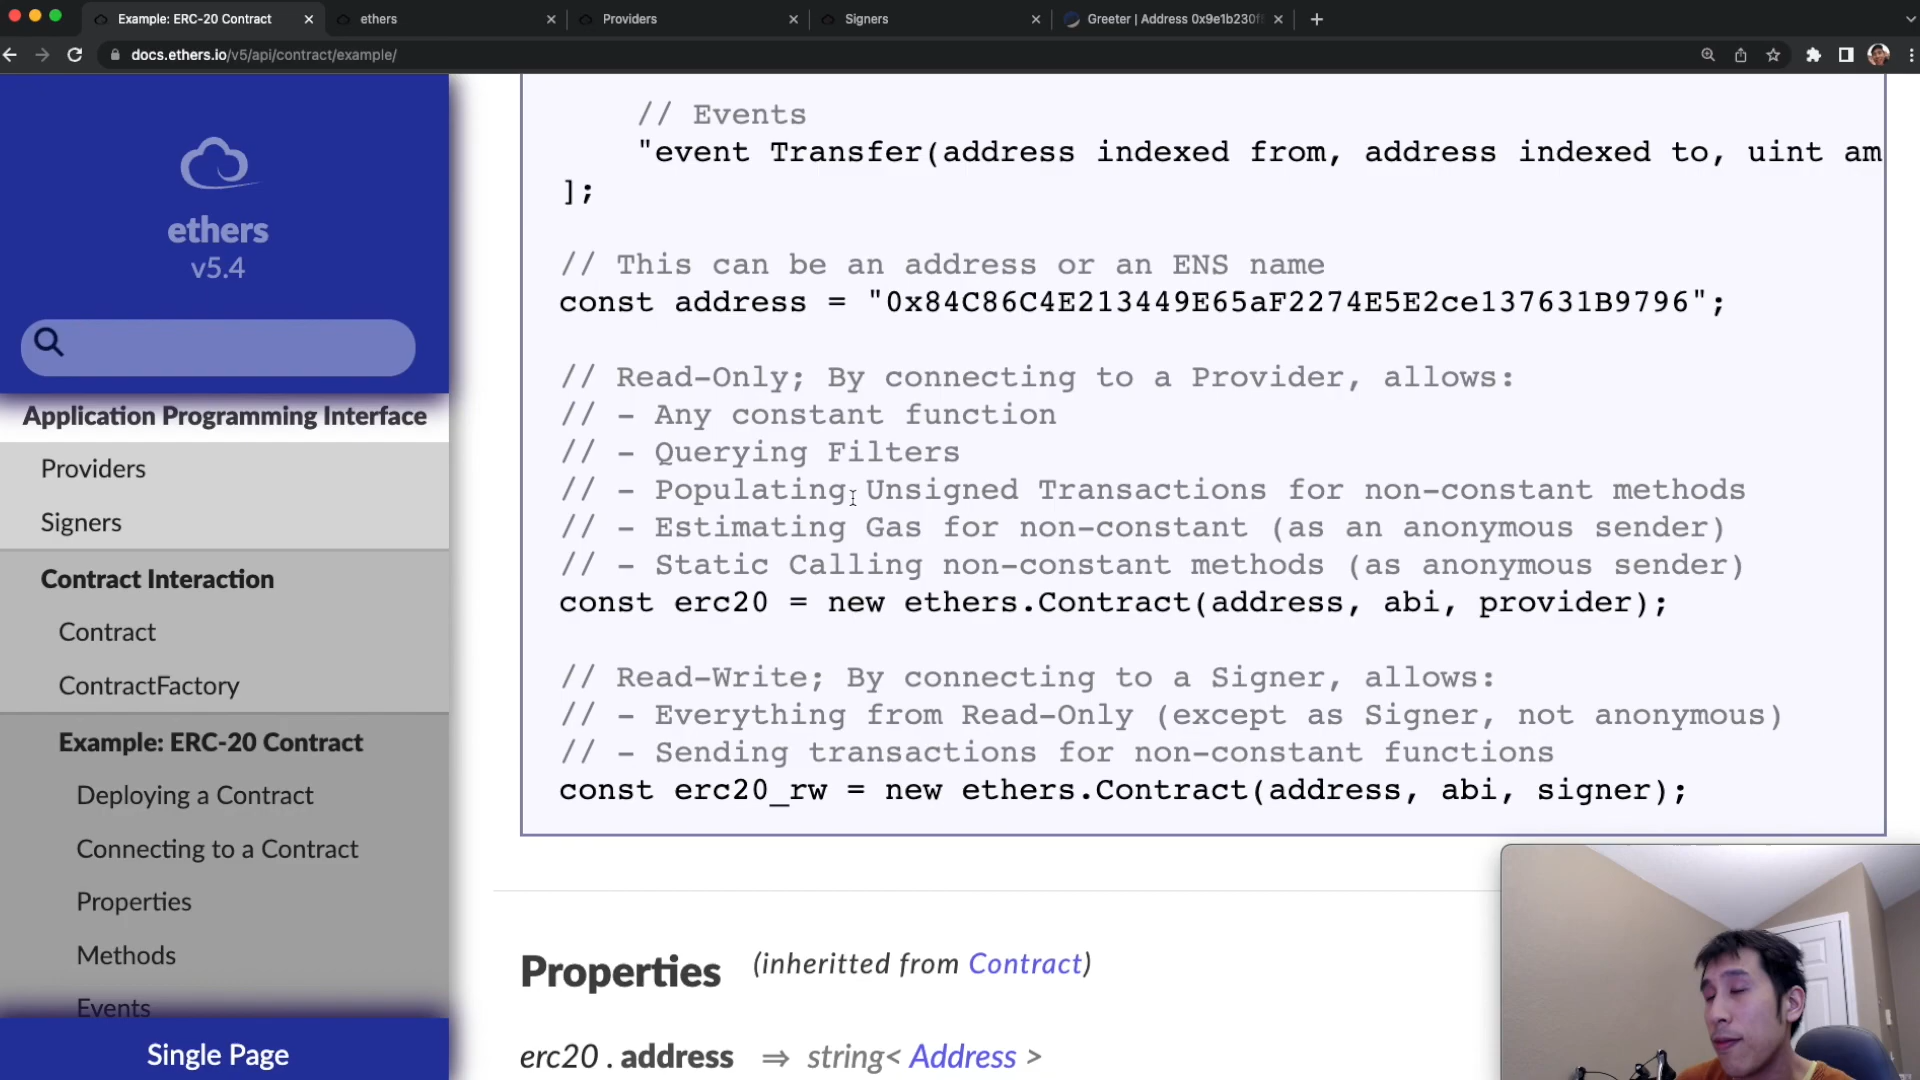 Example: ERC-20 Contract
ethers
Providers
Signers
Greeter | Address 0x9e1b230f
docs.ethers.io/v5/api/contract/example/
ethers
v5.4
Application Programming Interface
Providers
Signers
Contract Interaction
Contract
ContractFactory
Example: ERC-20 Contract
Deploying a Contract
Connecting to a Contract
Properties
Methods
Events
Single Page
// Events
"event Transfer(address indexed from, address indexed to, uint am
];
// This can be an address or an ENS name
const address = "0x84C86C4E213449E65aF2274E5E2ce137631B9796";
// Read-Only; By connecting to a Provider, allows:
// - Any constant function
// - Querying Filters
// - Populating Unsigned Transactions for non-constant methods
// - Estimating Gas for non-constant (as an anonymous sender)
// - Static Calling non-constant methods (as anonymous sender)
const erc20 = new ethers.Contract(address, abi, provider);
// Read-Write; By connecting to a Signer, allows:
// - Everything from Read-Only (except as Signer, not anonymous)
// - Sending transactions for non-constant functions
const erc20_rw = new ethers.Contract(address, abi, signer);
Properties (inheritted from Contract)
erc20 . address ⇒ string< Address >